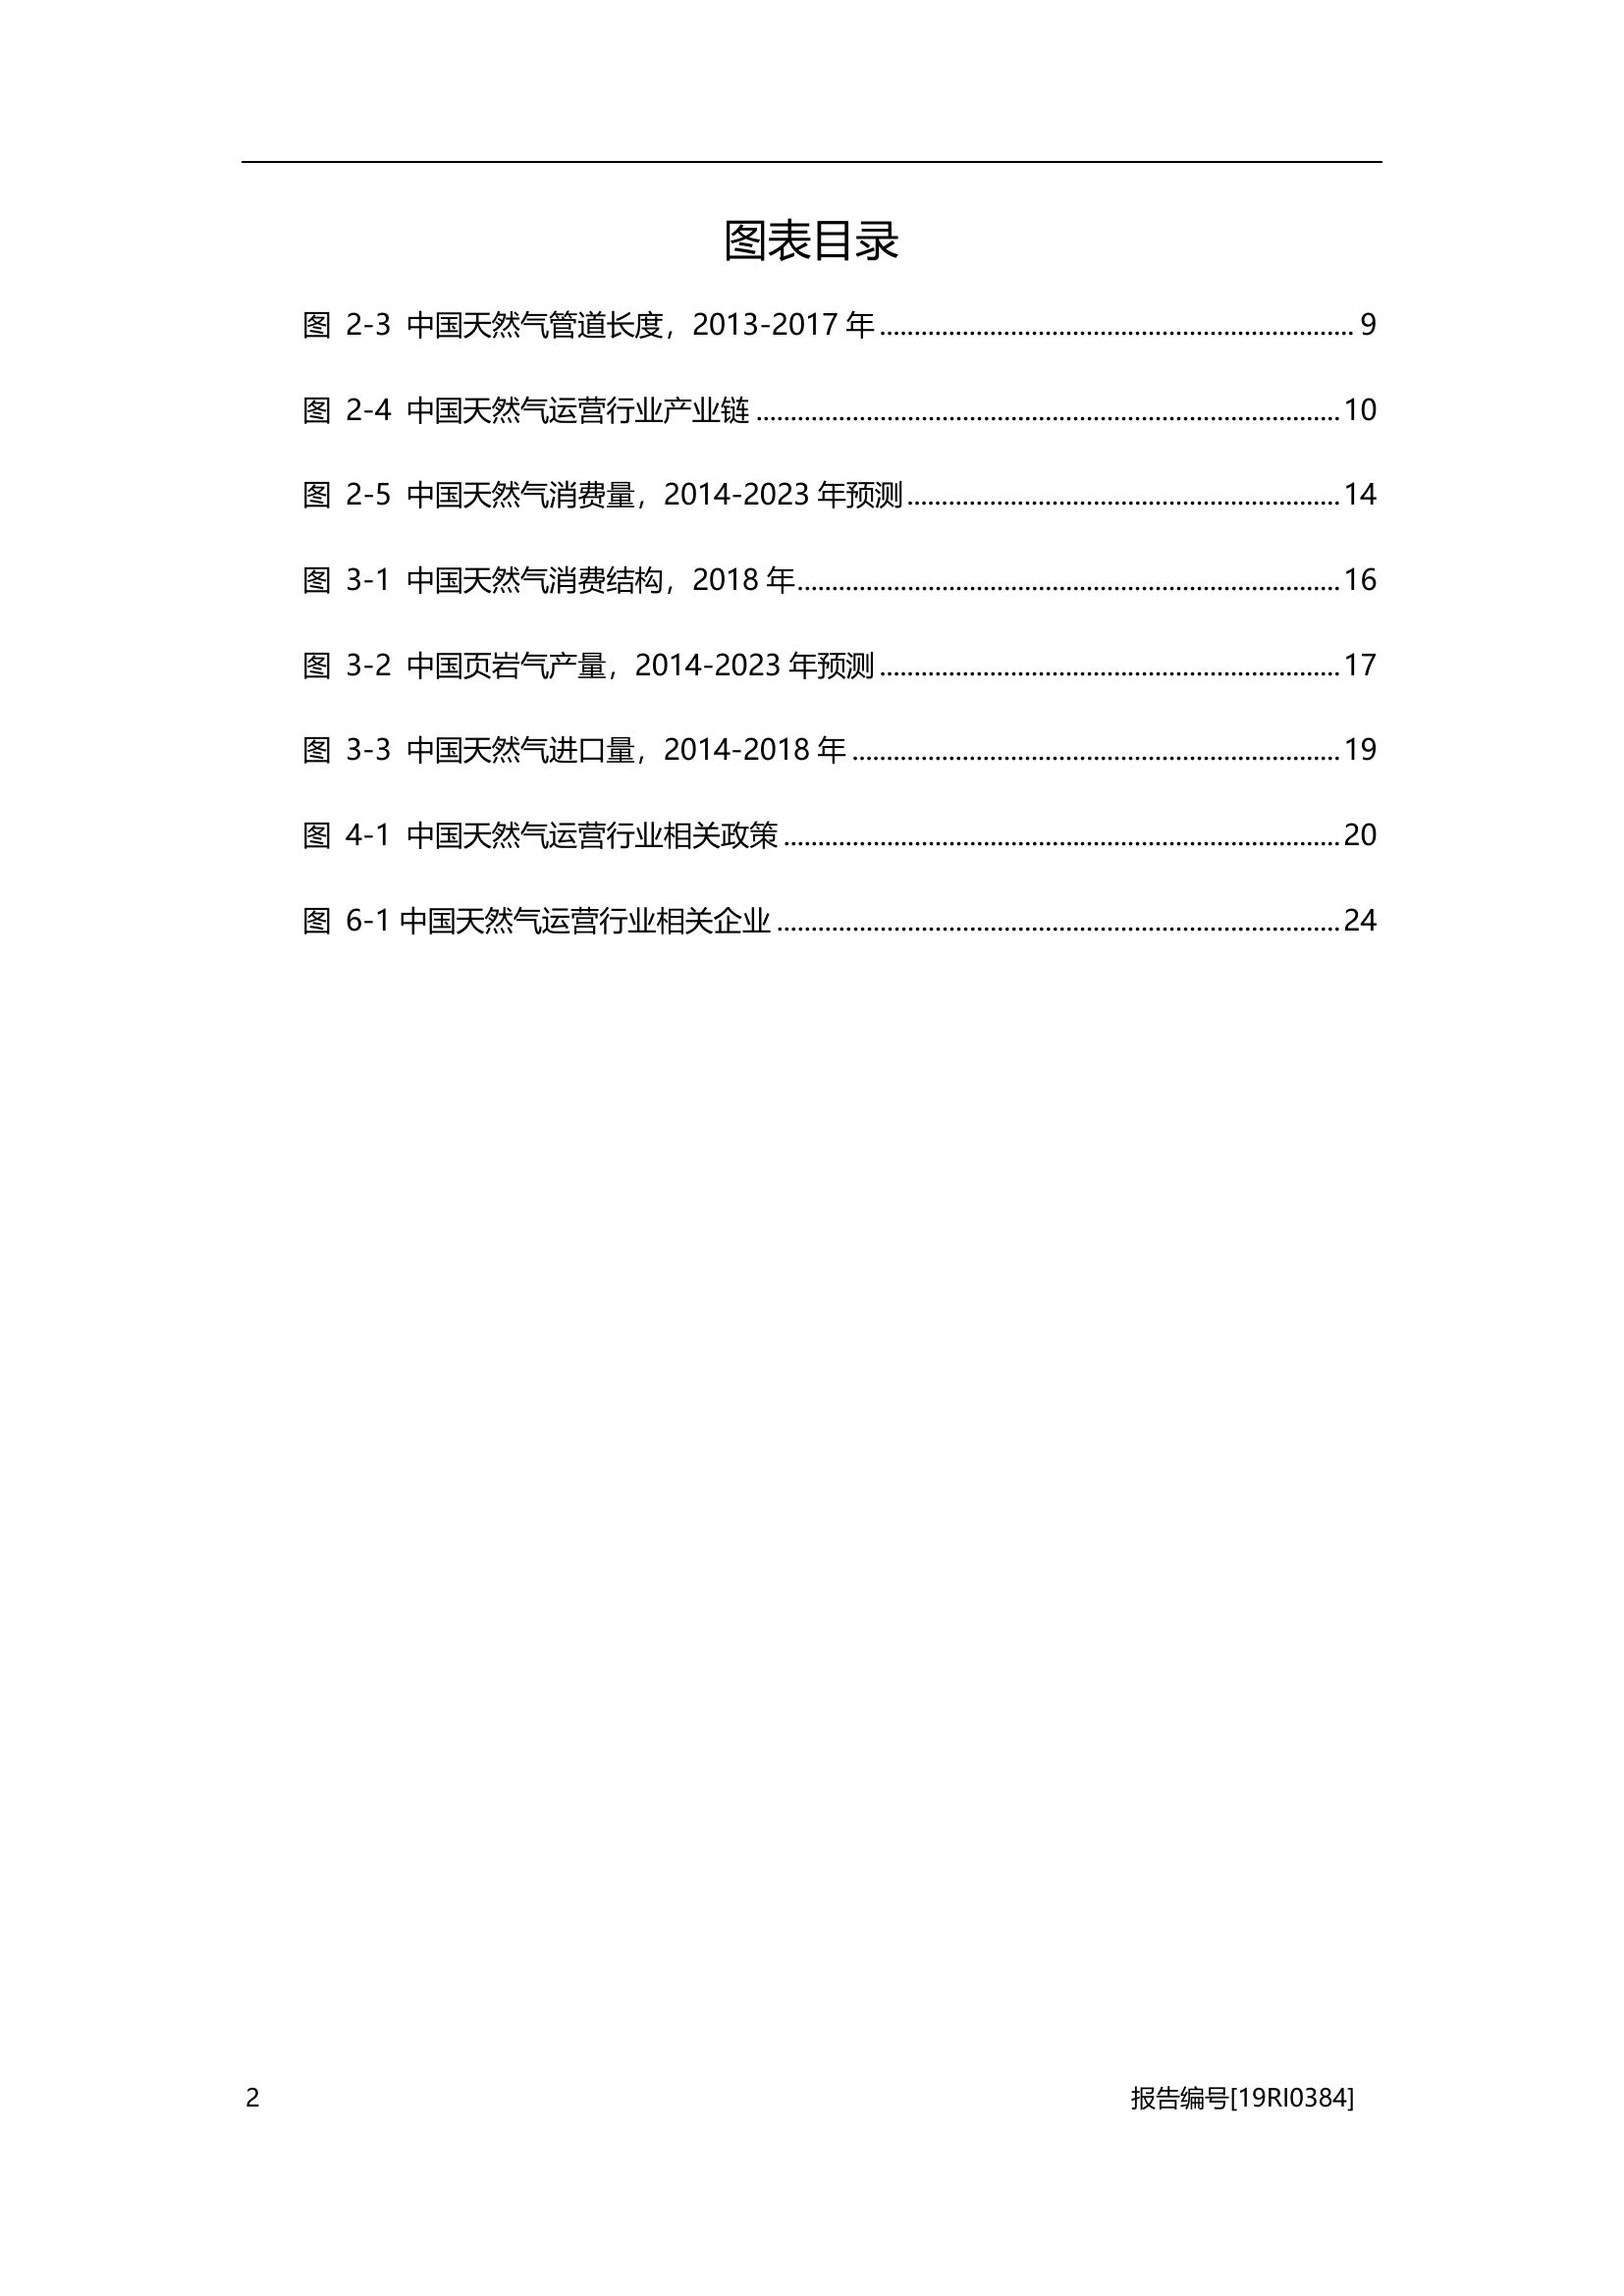 图表目录
图 2-3 中国天然气管道长度，2013-2017 年........................................................................ 9
图 2-4 中国天然气运营行业产业链........................................................................................ 10
图 2-5 中国天然气消费量，2014-2023 年预测................................................................. 14
图 3-1 中国天然气消费结构，2018 年.................................................................................. 16
图 3-2 中国页岩气产量，2014-2023 年预测..................................................................... 17
图 3-3 中国天然气进口量，2014-2018 年......................................................................... 19
图 4-1 中国天然气运营行业相关政策.................................................................................... 20
图 6-1中国天然气运营行业相关企业..................................................................................... 24
2 报告编号[19RI0384]